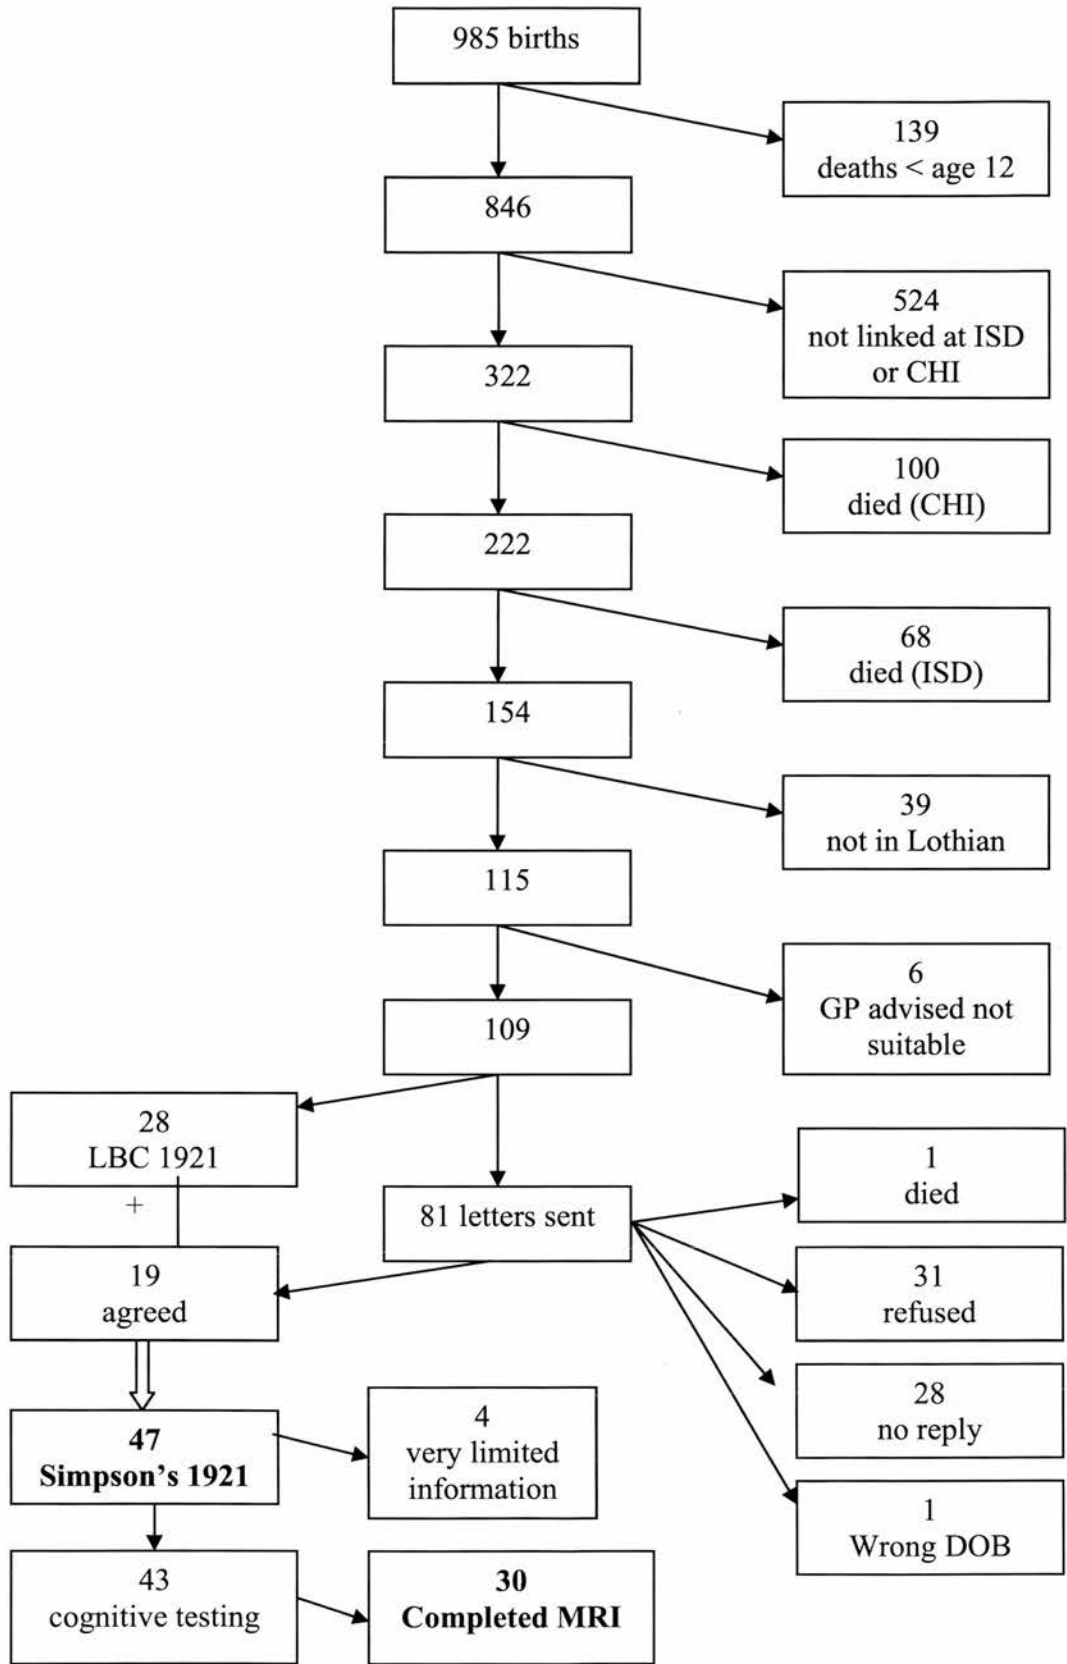 985 births
139
deaths < age 12
846
524
not linked at ISD
or CHI
322
100
died (CHI)
222
68
died (ISD)
154
39
not in Lothian
115
6
GP advised not
suitable
109
28
LBC 1921
+
81 letters sent
1
died
19
agreed
31
refused
28
no reply
47
Simpson's 1921
4
very limited
information
1
Wrong DOB
43
cognitive testing
30
Completed MRI